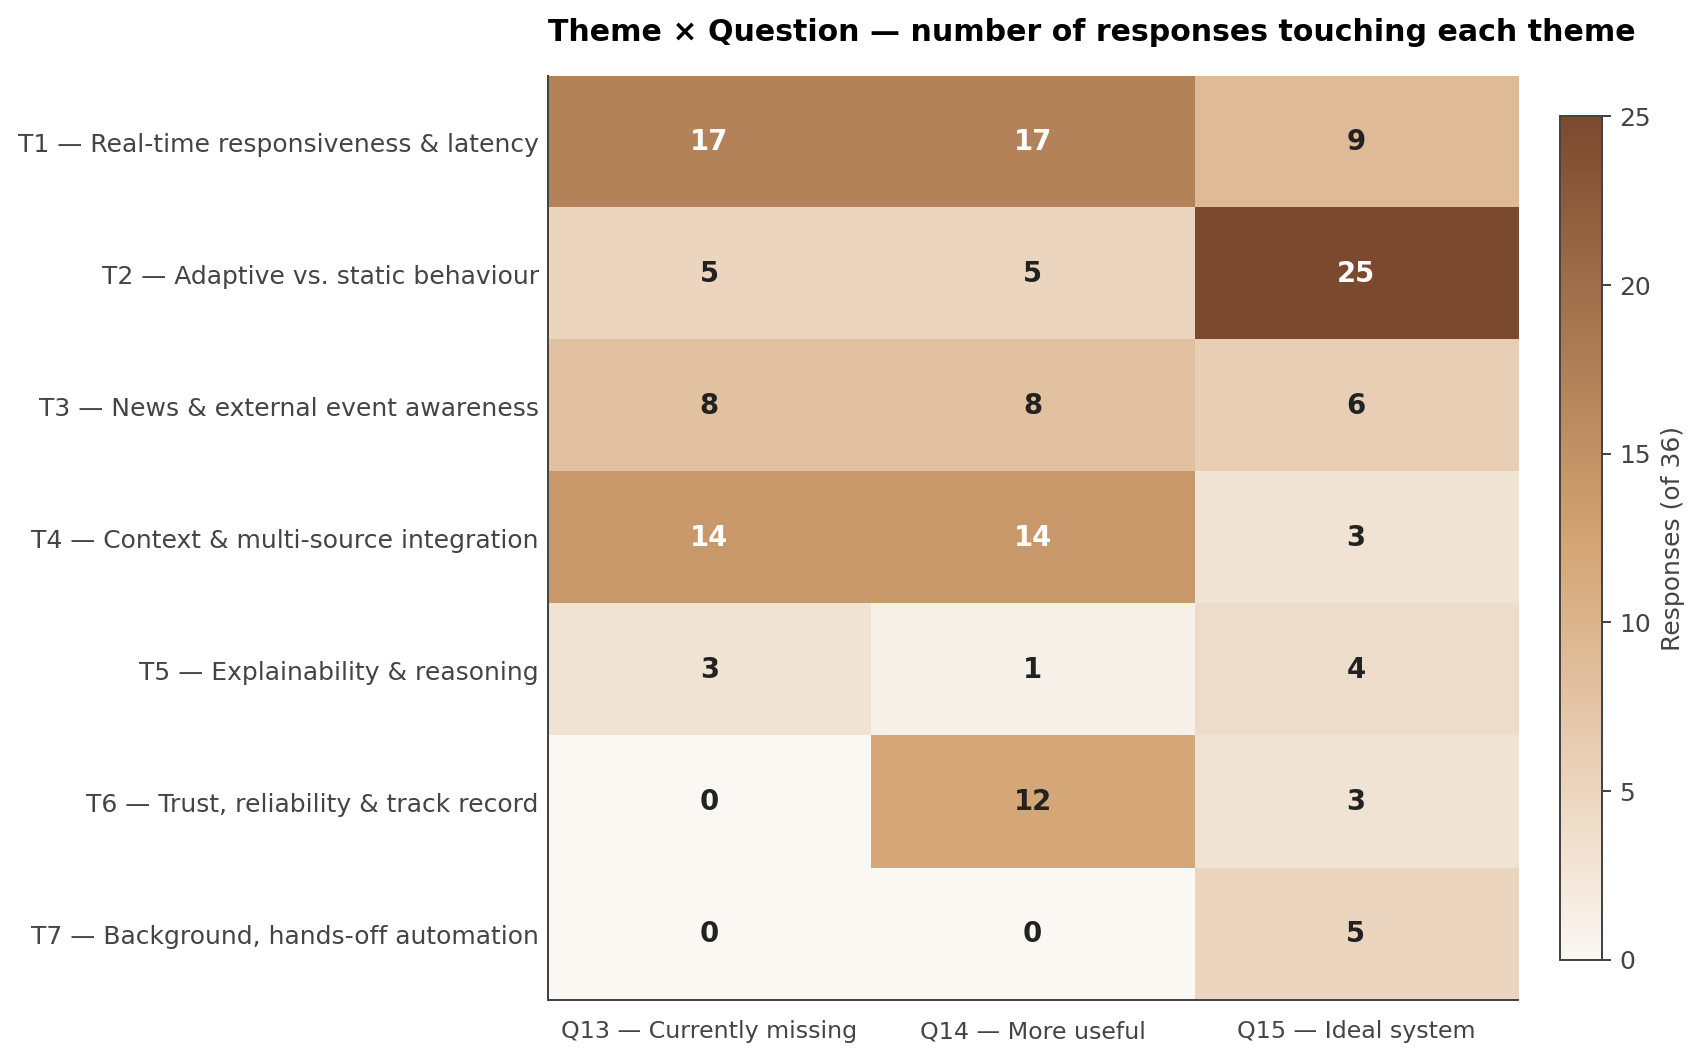 Theme × Question — number of responses touching each theme
T1 — Real-time responsiveness & latency
17
17
9
T2 — Adaptive vs. static behaviour
5
5
25
T3 — News & external event awareness
8
8
6
T4 — Context & multi-source integration
14
14
3
T5 — Explainability & reasoning
3
1
4
T6 — Trust, reliability & track record
0
12
3
T7 — Background, hands-off automation
0
0
5
Q13 — Currently missing
Q14 — More useful
Q15 — Ideal system
25
20
15
10
5
0
Responses (of 36)